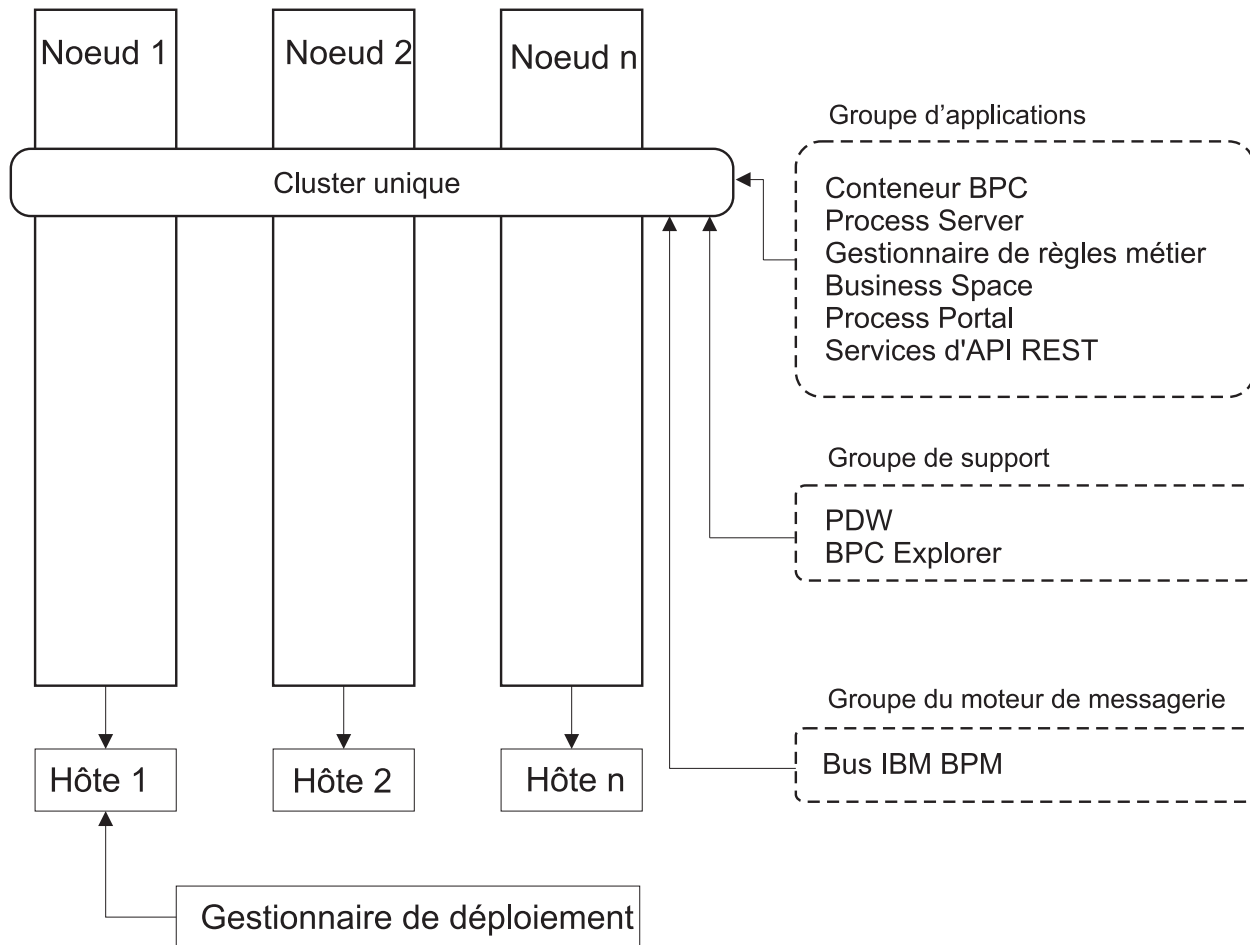 Noeud 1
Noeud 2
Noeud n
Groupe d'applications
Cluster unique
Conteneur BPC
Process Server
Gestionnaire de règles métier
Business Space
Process Portal
Services d'API REST
Groupe de support
PDW
BPC Explorer
Groupe du moteur de messagerie
Bus IBM BPM
Hôte 1
Hôte 2
Hôte n
Gestionnaire de déploiement